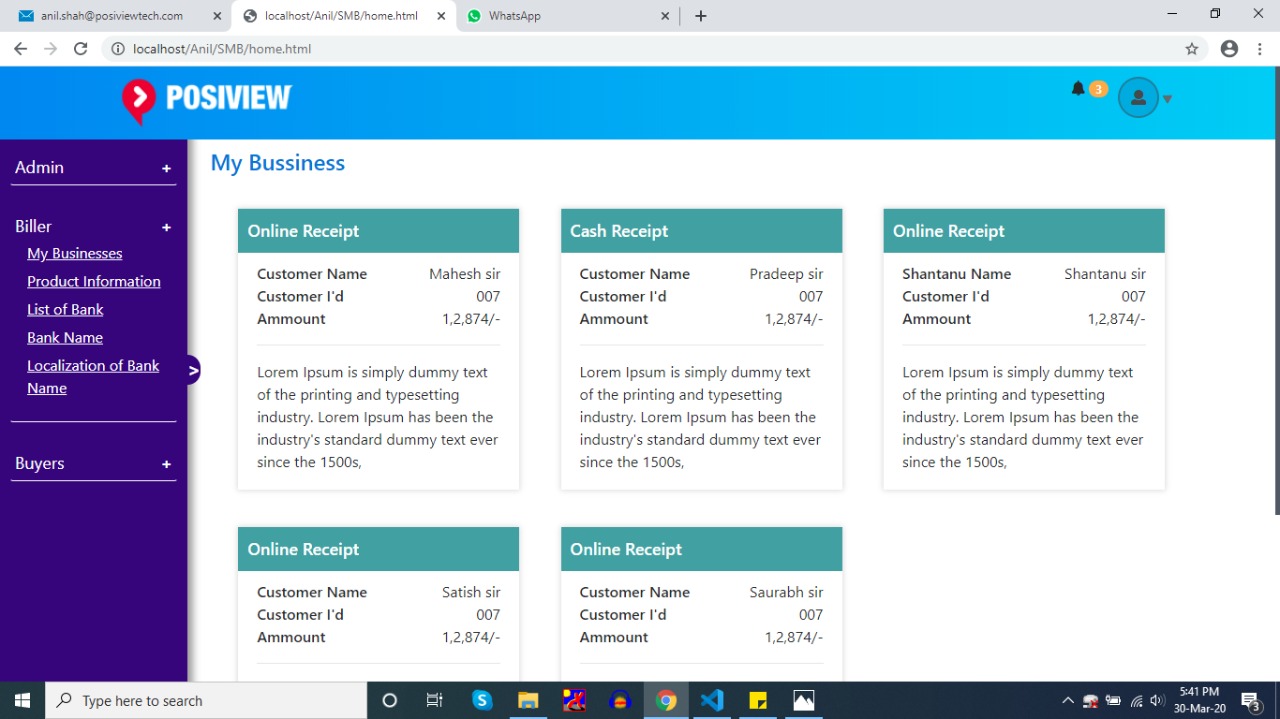 anil.shah@posiviewtech.com
localhost/Anil/SMB/home.html
WhatsApp
localhost/Anil/SMB/home.html
POSIVIEW
3
Admin +
Biller +
My Businesses
Product Information
List of Bank
Bank Name
Localization of Bank
Name
>
Buyers +
My Bussiness
Online Receipt
Customer Name Mahesh sir
Customer I'd 007
Ammount 1,2,874/-
Lorem Ipsum is simply dummy text
of the printing and typesetting
industry. Lorem Ipsum has been the
industry's standard dummy text ever
since the 1500s,
Cash Receipt
Customer Name Pradeep sir
Customer I'd 007
Ammount 1,2,874/-
Lorem Ipsum is simply dummy text
of the printing and typesetting
industry. Lorem Ipsum has been the
industry's standard dummy text ever
since the 1500s,
Online Receipt
Shantanu Name Shantanu sir
Customer I'd 007
Ammount 1,2,874/-
Lorem Ipsum is simply dummy text
of the printing and typesetting
industry. Lorem Ipsum has been the
industry's standard dummy text ever
since the 1500s,
Online Receipt
Customer Name Satish sir
Customer I'd 007
Ammount 1,2,874/-
Online Receipt
Customer Name Saurabh sir
Customer I'd 007
Ammount 1,2,874/-
Type here to search
5:41 PM
30-Mar-20
3